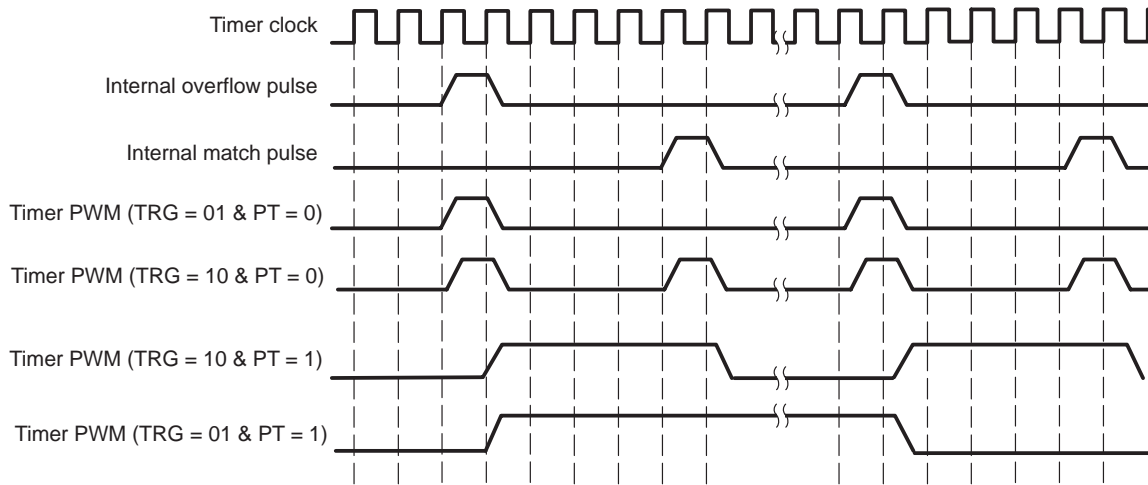 Timer clock
Internal overflow pulse
Internal match pulse
Timer PWM (TRG = 01 & PT = 0)
Timer PWM (TRG = 10 & PT = 0)
Timer PWM (TRG = 10 & PT = 1)
Timer PWM (TRG = 01 & PT = 1)